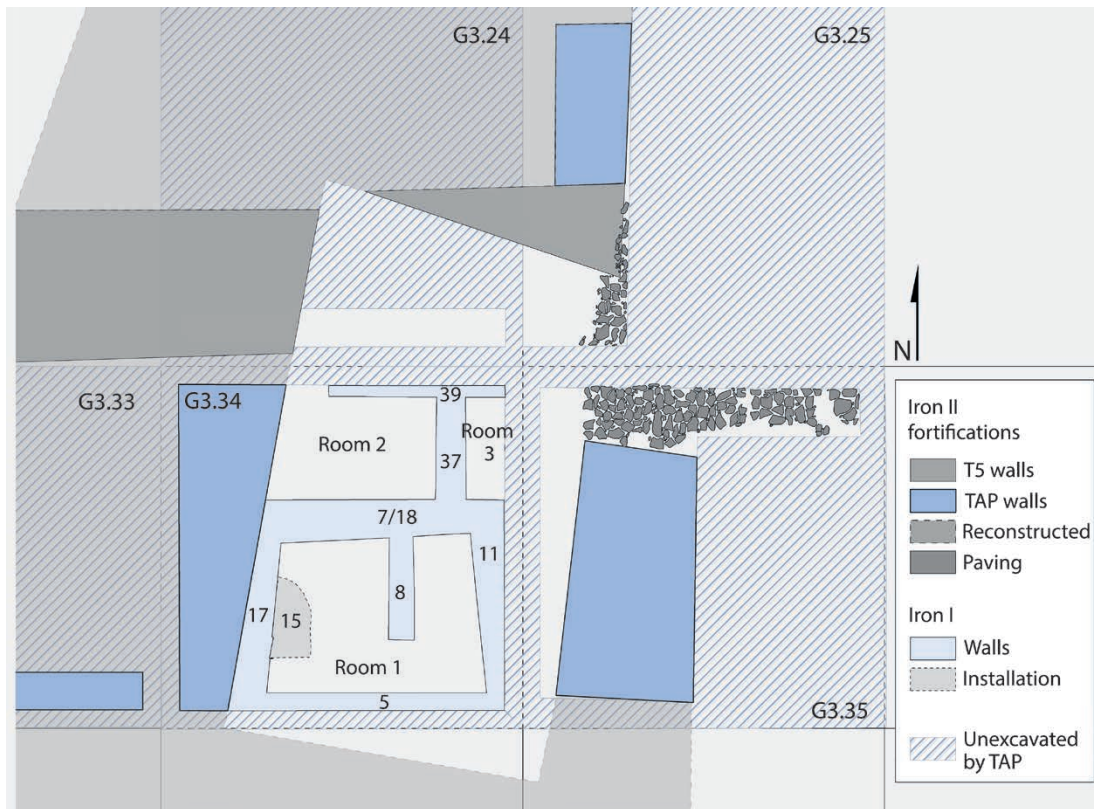 G3.24
G3.25
N
G3.33
G3.34
39
Room 2
Room
3
37
7/18
11
8
17
15
Room 1
5
G3.35
Iron II
fortifications
T5 walls
TAP walls
Reconstructed
Paving
Iron I
Walls
Installation
Unexcavated
by TAP